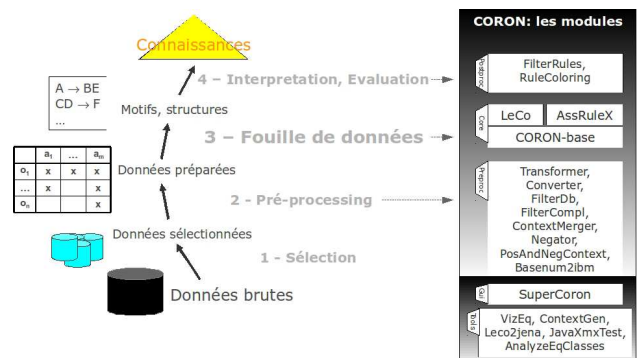 Connaissances
4 – Interpretation, Evaluation
A → BE
CD → F
...
Motifs, structures
3 – Fouille de données
a1 ... am
o1 x x x
... x x
on x
Données préparées
2 - Pré-processing
Données sélectionnées
1 - Sélection
Données brutes
CORON: les modules
Postproc
FilterRules,
RuleColoring
Core
LeCo
AssRuleX
CORON-base
Preproc
Transformer,
Converter,
FilterDb,
FilterCompl,
ContextMerger,
Negator,
PosAndNegContext,
Basenum2ibm
Gui
SuperCoron
Tools
VizEq, ContextGen,
Leco2jena, JavaXmxTest,
AnalyzeEqClasses